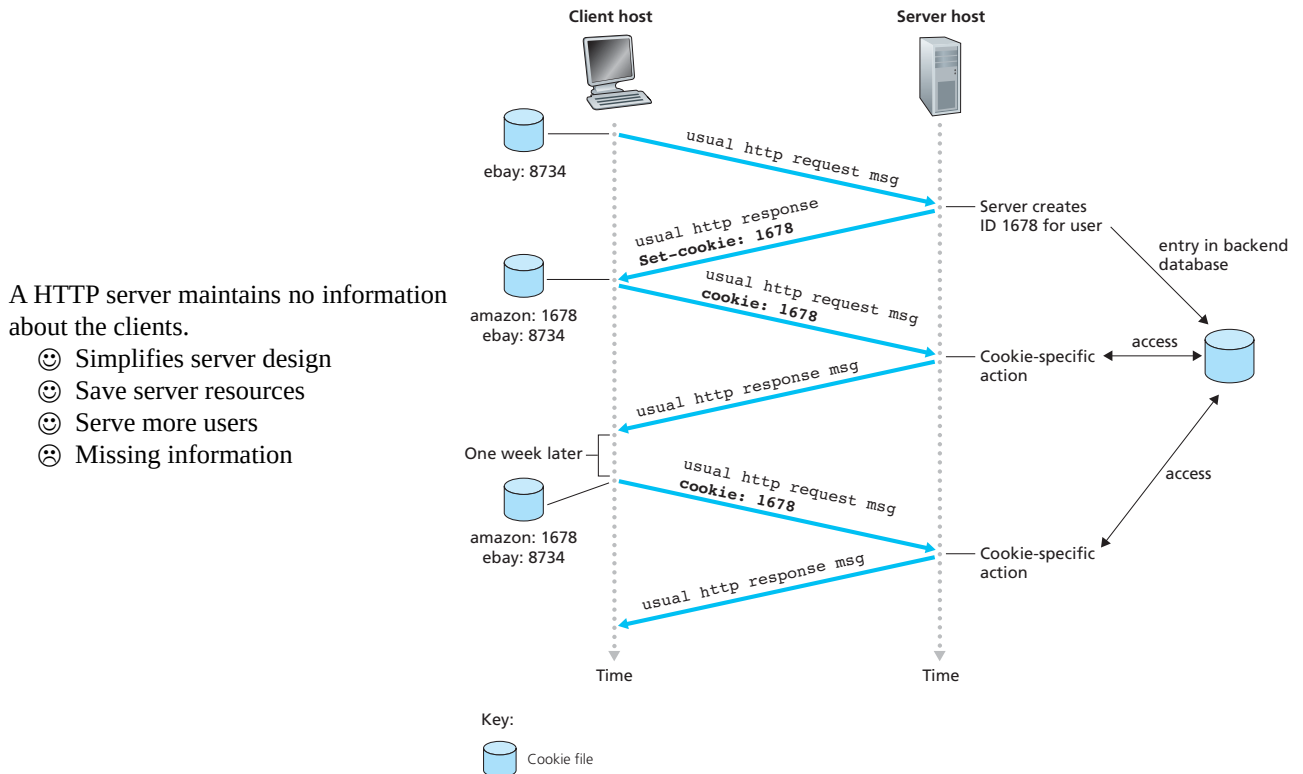 Client host
Server host
usual http request msg
ebay: 8734
Server creates
ID 1678 for user
usual http response
Set-cookie: 1678
entry in backend
database
usual http request msg
cookie: 1678
A HTTP server maintains no information
about the clients.
☺ Simplifies server design
☺ Save server resources
☺ Serve more users
☹ Missing information
amazon: 1678
ebay: 8734
access
Cookie-specific
action
usual http response msg
One week later
usual http request msg
cookie: 1678
access
amazon: 1678
ebay: 8734
Cookie-specific
action
usual http response msg
Time
Time
Key:
Cookie file